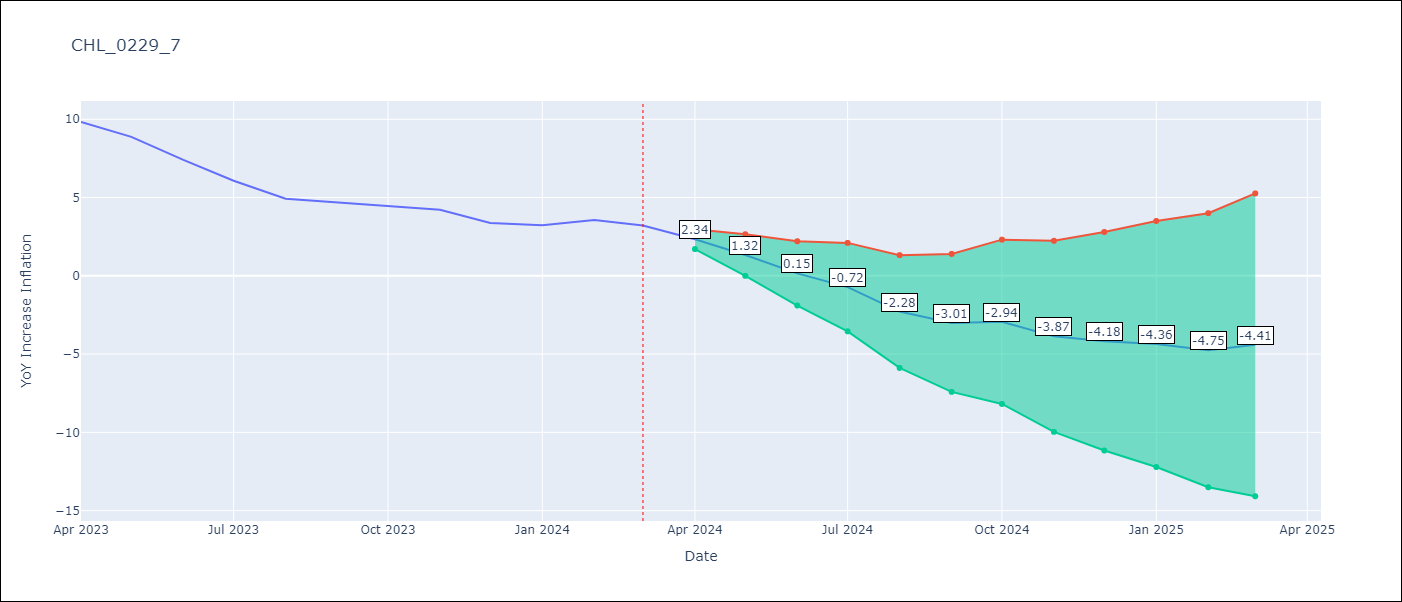 CHL_0229_7
YoY Increase Inflation
10
5
0
−5
−10
−15
2.34
1.32
0.15
-0.72
-2.28
-3.01
-2.94
-3.87
-4.18
-4.36
-4.75
-4.41
Apr 2023
Jul 2023
Oct 2023
Jan 2024
Apr 2024
Jul 2024
Oct 2024
Jan 2025
Apr 2025
Date